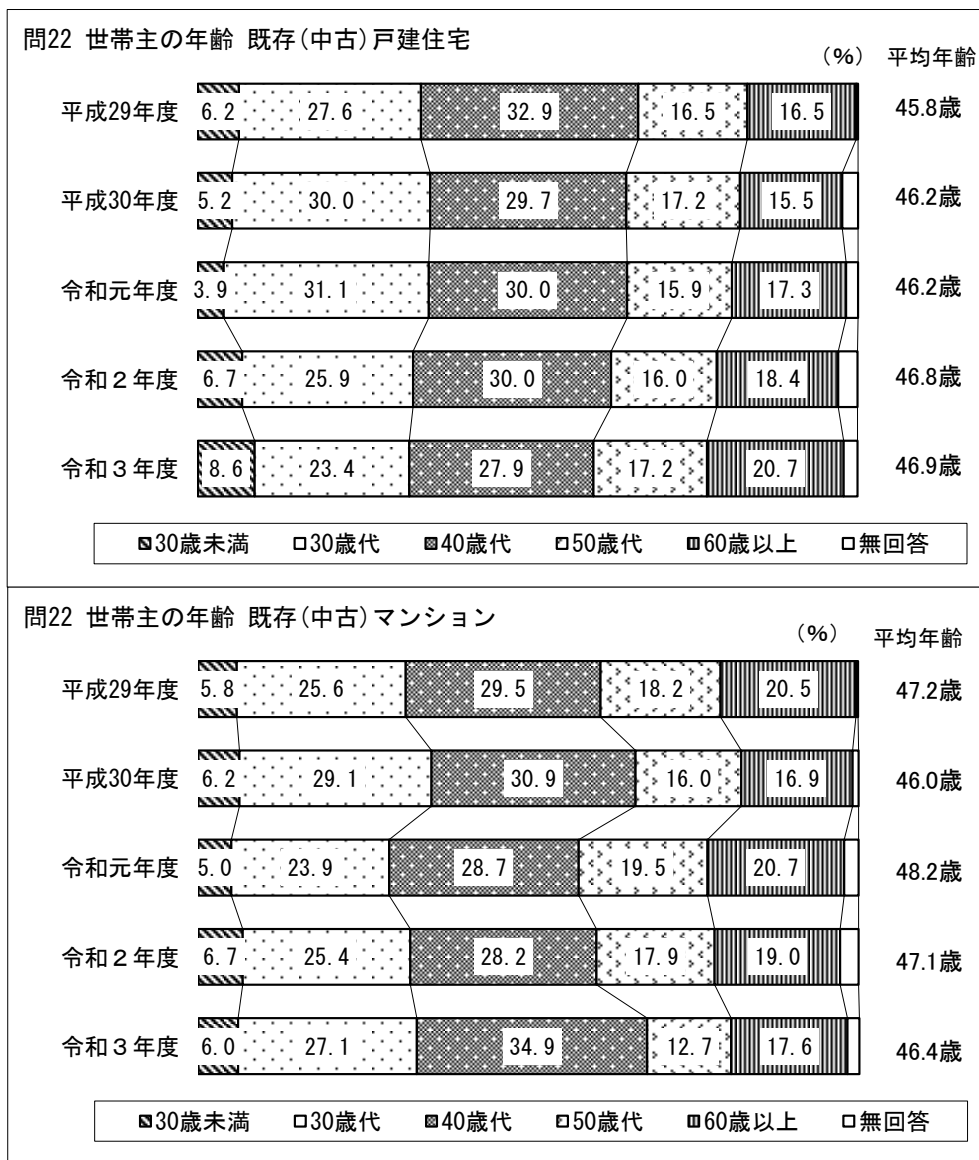 問22 世帯主の年齢 既存(中古)戸建住宅
(%) 平均年齢
平成29年度 6.2 27.6 32.9 16.5 16.5 45.8歳
平成30年度 5.2 30.0 29.7 17.2 15.5 46.2歳
令和元年度 3.9 31.1 30.0 15.9 17.3 46.2歳
令和2年度 6.7 25.9 30.0 16.0 18.4 46.8歳
令和3年度 8.6 23.4 27.9 17.2 20.7 46.9歳
30歳未満 30歳代 40歳代 50歳代 60歳以上 無回答
問22 世帯主の年齢 既存(中古)マンション
(%) 平均年齢
平成29年度 5.8 25.6 29.5 18.2 20.5 47.2歳
平成30年度 6.2 29.1 30.9 16.0 16.9 46.0歳
令和元年度 5.0 23.9 28.7 19.5 20.7 48.2歳
令和2年度 6.7 25.4 28.2 17.9 19.0 47.1歳
令和3年度 6.0 27.1 34.9 12.7 17.6 46.4歳
30歳未満 30歳代 40歳代 50歳代 60歳以上 無回答